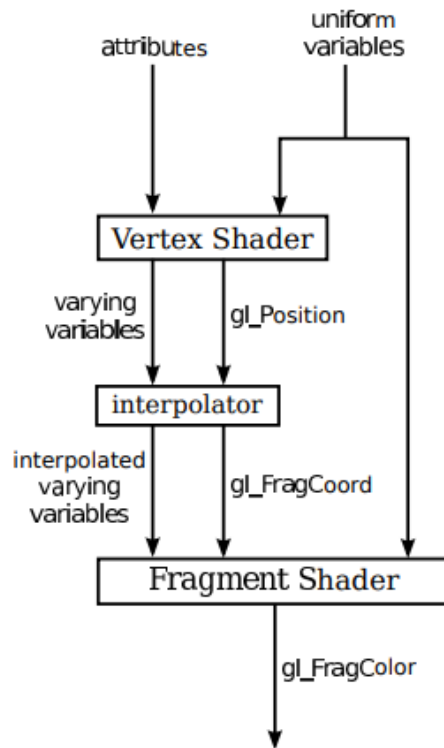 uniform
variables
attributes
Vertex Shader
varying
variables
gl_Position
interpolator
interpolated
varying
variables
gl_FragCoord
Fragment Shader
gl_FragColor